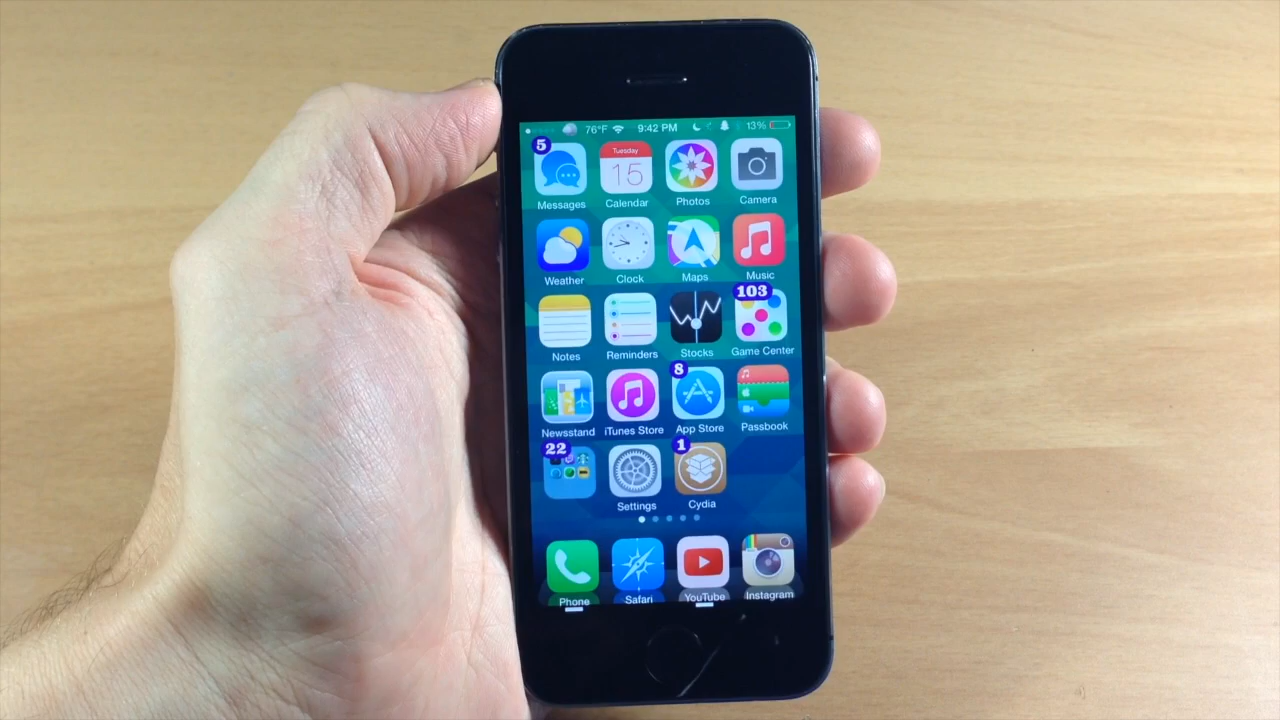 76°F 9:42 PM 13%
5
Tuesday
15
Messages Calendar Photos Camera
Weather Clock Maps Music
103
Notes Reminders Stocks Game Center
8
Newsstand iTunes Store App Store Passbook
22 1
Settings Cydia
Phone Safari YouTube Instagram